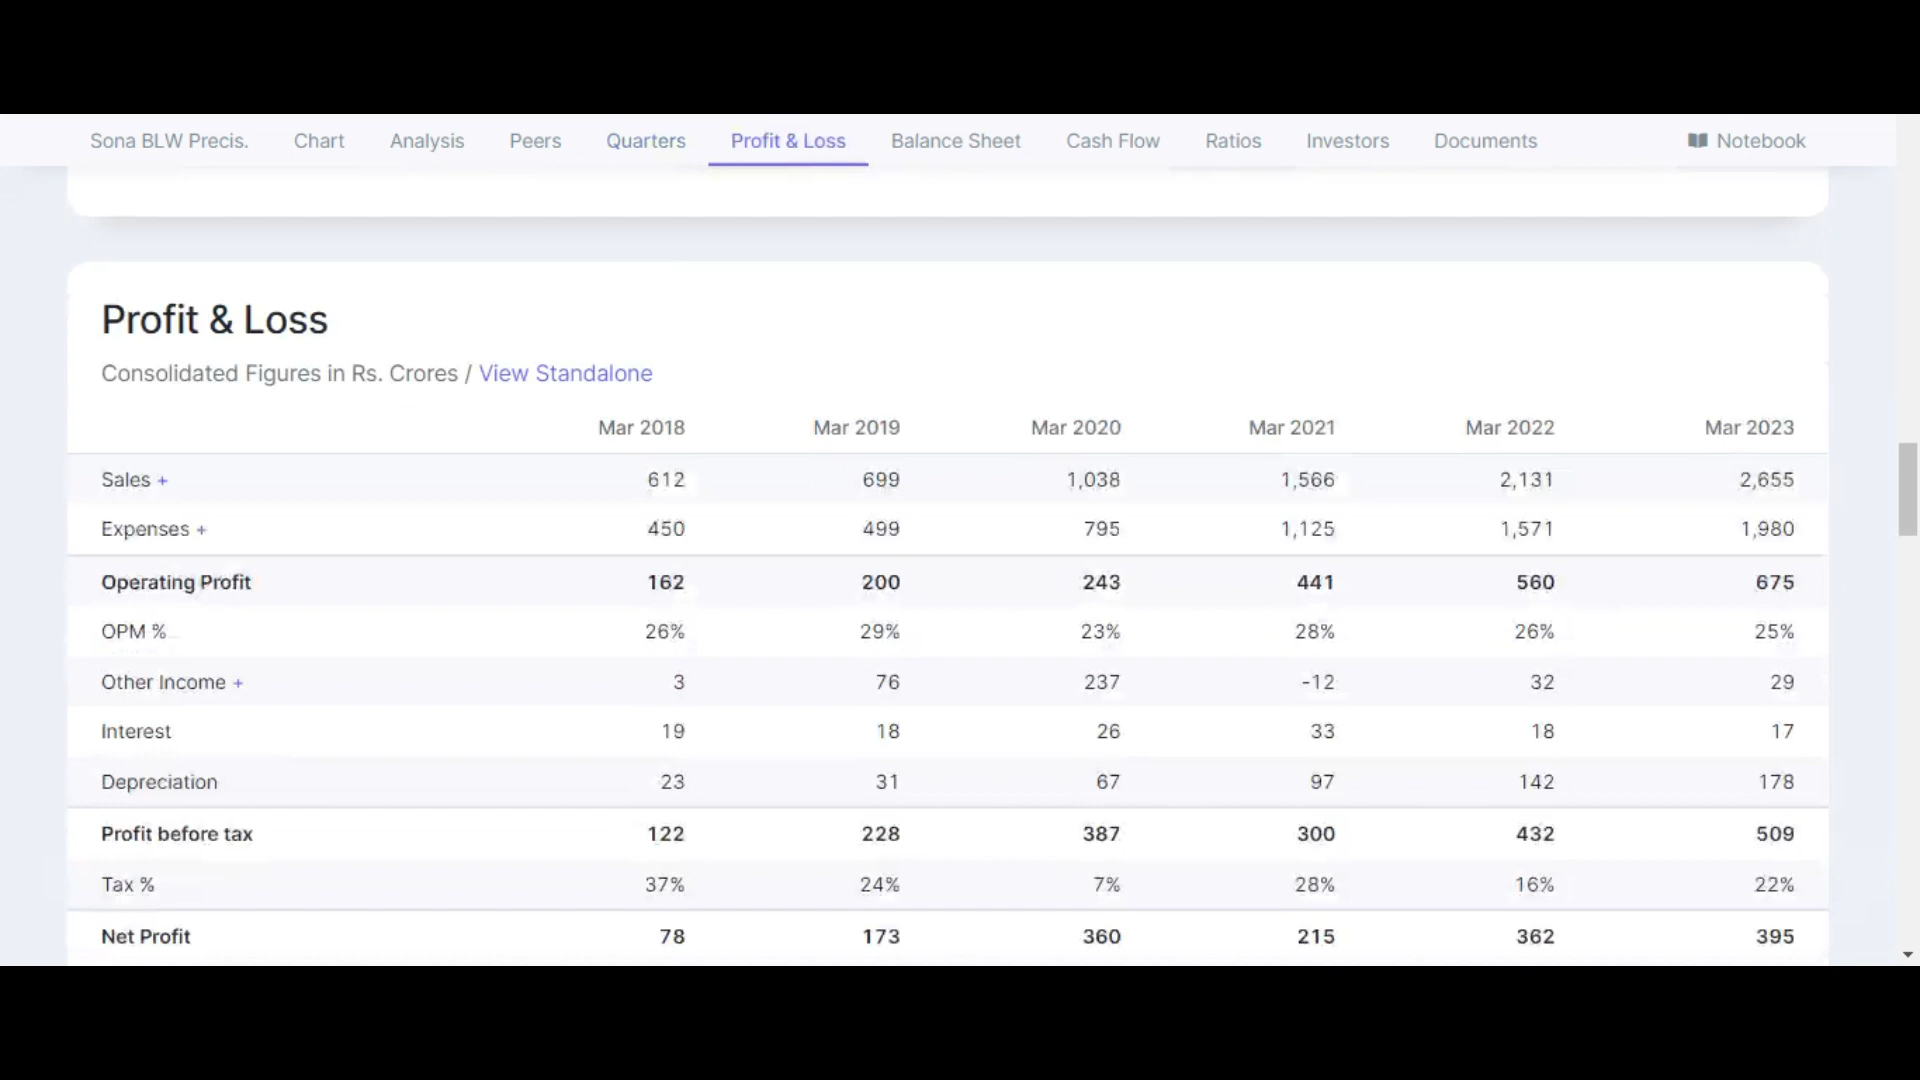 Sona BLW Precis. Chart Analysis Peers Quarters Profit & Loss Balance Sheet Cash Flow Ratios Investors Documents Notebook
Profit & Loss
Consolidated Figures in Rs. Crores / View Standalone
Mar 2018 Mar 2019 Mar 2020 Mar 2021 Mar 2022 Mar 2023
Sales + 612 699 1,038 1,566 2,131 2,655
Expenses + 450 499 795 1,125 1,571 1,980
Operating Profit 162 200 243 441 560 675
OPM % 26% 29% 23% 28% 26% 25%
Other Income + 3 76 237 -12 32 29
Interest 19 18 26 33 18 17
Depreciation 23 31 67 97 142 178
Profit before tax 122 228 387 300 432 509
Tax % 37% 24% 7% 28% 16% 22%
Net Profit 78 173 360 215 362 395